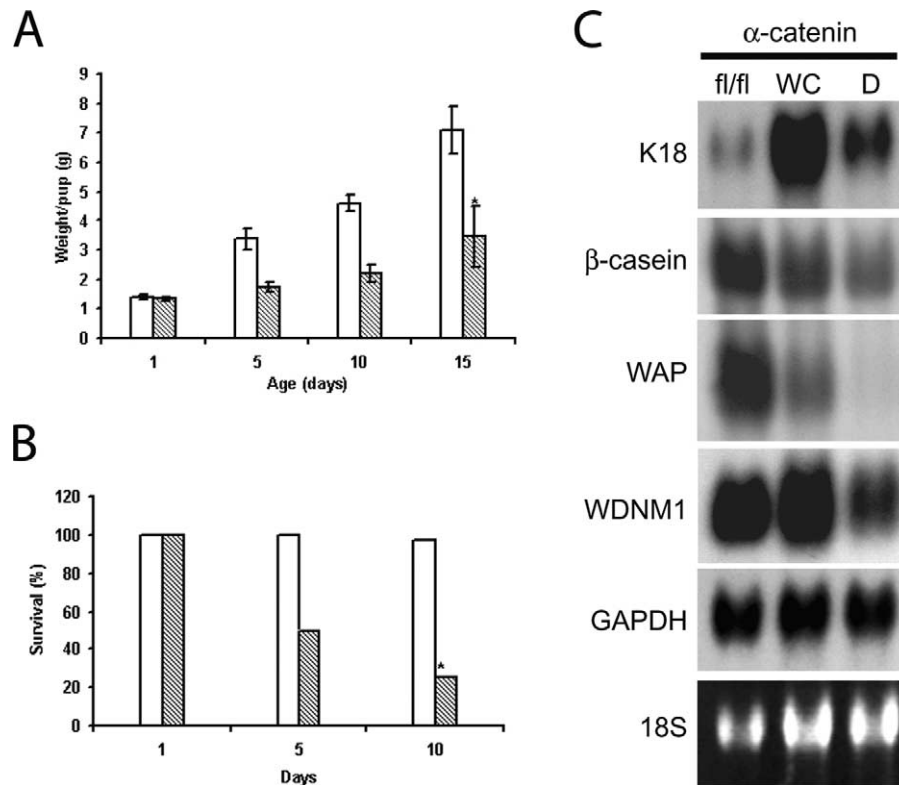 A
9
8
7
6
5
4
3
2
1
0
Weight/pup (g)
*
1 5 10 15
Age (days)
B
120
100
80
60
40
20
0
Survival (%)
*
1 5 10
Days
C
α-catenin
fl/fl WC D
K18
β-casein
WAP
WDNM1
GAPDH
18S